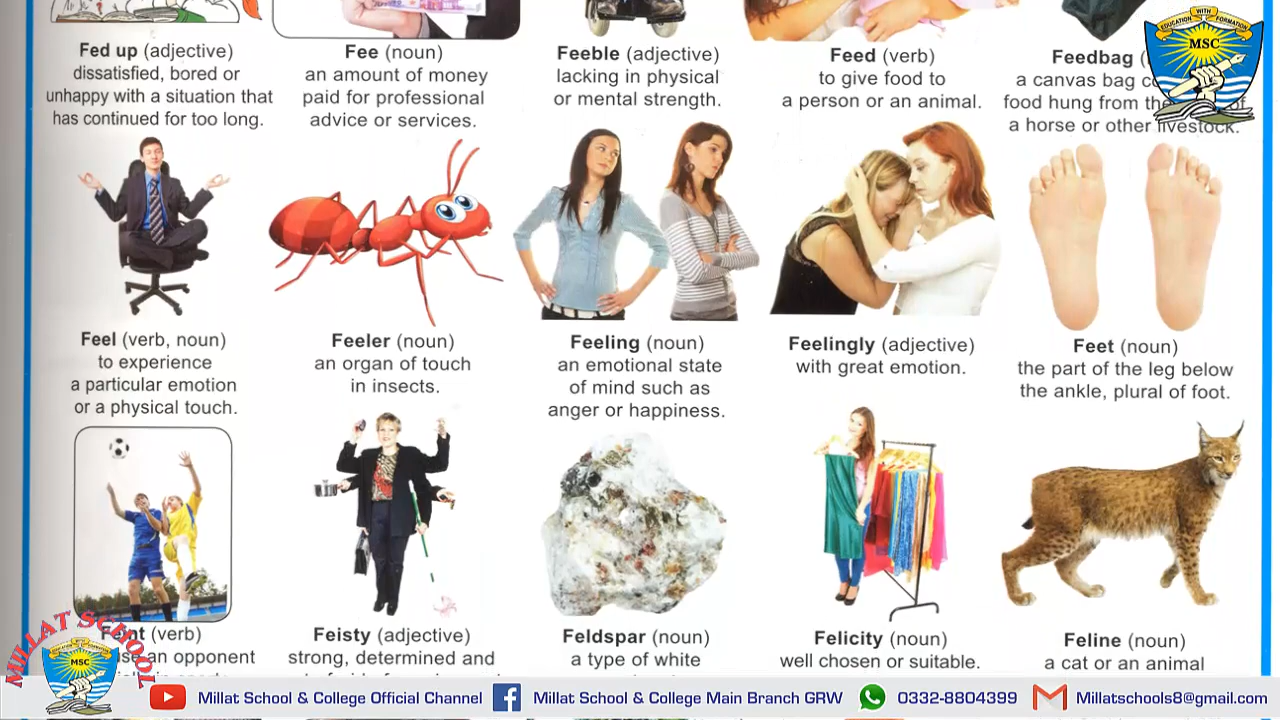 Fed up (adjective)
dissatisfied, bored or
unhappy with a situation that
has continued for too long.
Fee (noun)
an amount of money
paid for professional
advice or services.
Feeble (adjective)
lacking in physical
or mental strength.
Feed (verb)
to give food to
a person or an animal.
Feedbag
a canvas bag
food hung from the of
a horse or other livestock.
EDUCATION WITH FORMATION
MSC
Feel (verb, noun)
to experience
a particular emotion
or a physical touch.
Feeler (noun)
an organ of touch
in insects.
Feeling (noun)
an emotional state
of mind such as
anger or happiness.
Feelingly (adjective)
with great emotion.
Feet (noun)
the part of the leg below
the ankle, plural of foot.
(verb)
an opponent
Feisty (adjective)
strong, determined and
Feldspar (noun)
a type of white
Felicity (noun)
well chosen or suitable.
Feline (noun)
a cat or an animal
MILLAT SCHOOL
MSC
Millat School & College Official Channel
Millat School & College Main Branch GRW
0332-8804399
Millatschools8@gmail.com